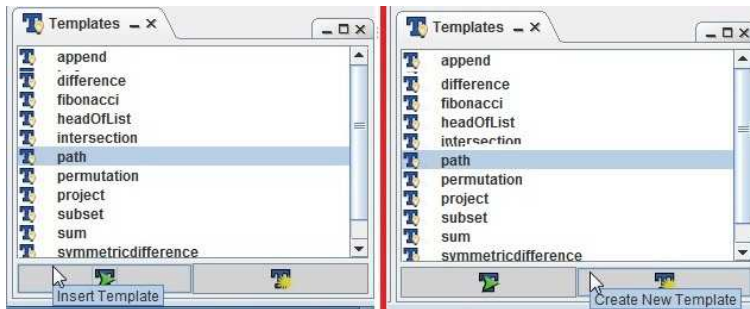 Templates
append
difference
fibonacci
headOfList
intersection
path
permutation
project
subset
sum
symmetricdifference
Insert Template
Templates
append
difference
fibonacci
headOfList
intersection
path
permutation
project
subset
sum
symmetricdifference
Create New Template